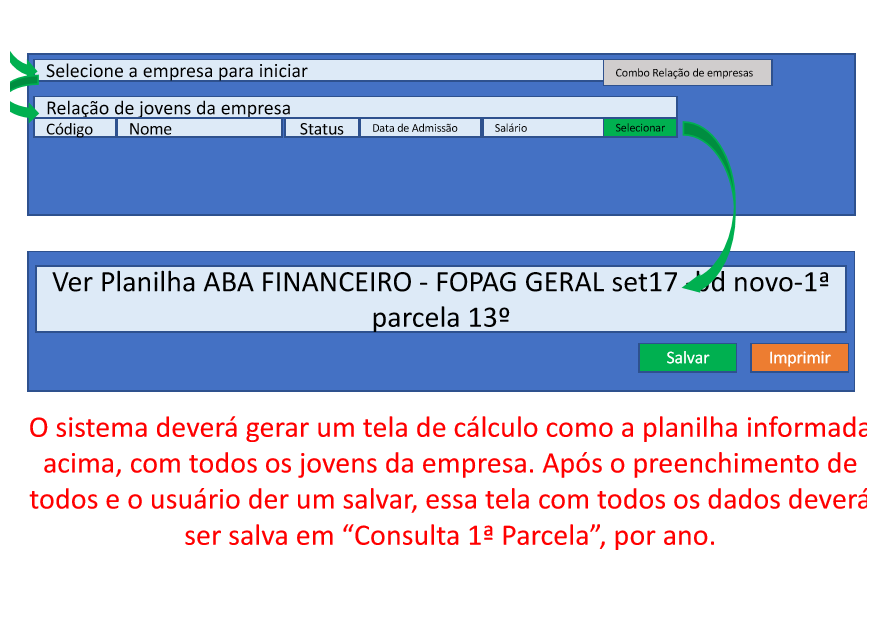 Selecione a empresa para iniciar
Combo Relação de empresas
Relação de jovens da empresa
Código Nome Status Data de Admissão Salário Selecionar
Ver Planilha ABA FINANCEIRO - FOPAG GERAL set17 novo-1ª
parcela 13º
Salvar Imprimir
O sistema deverá gerar um tela de cálculo como a planilha informada
acima, com todos os jovens da empresa. Após o preenchimento de
todos e o usuário der um salvar, essa tela com todos os dados deverá
ser salva em “Consulta 1ª Parcela”, por ano.